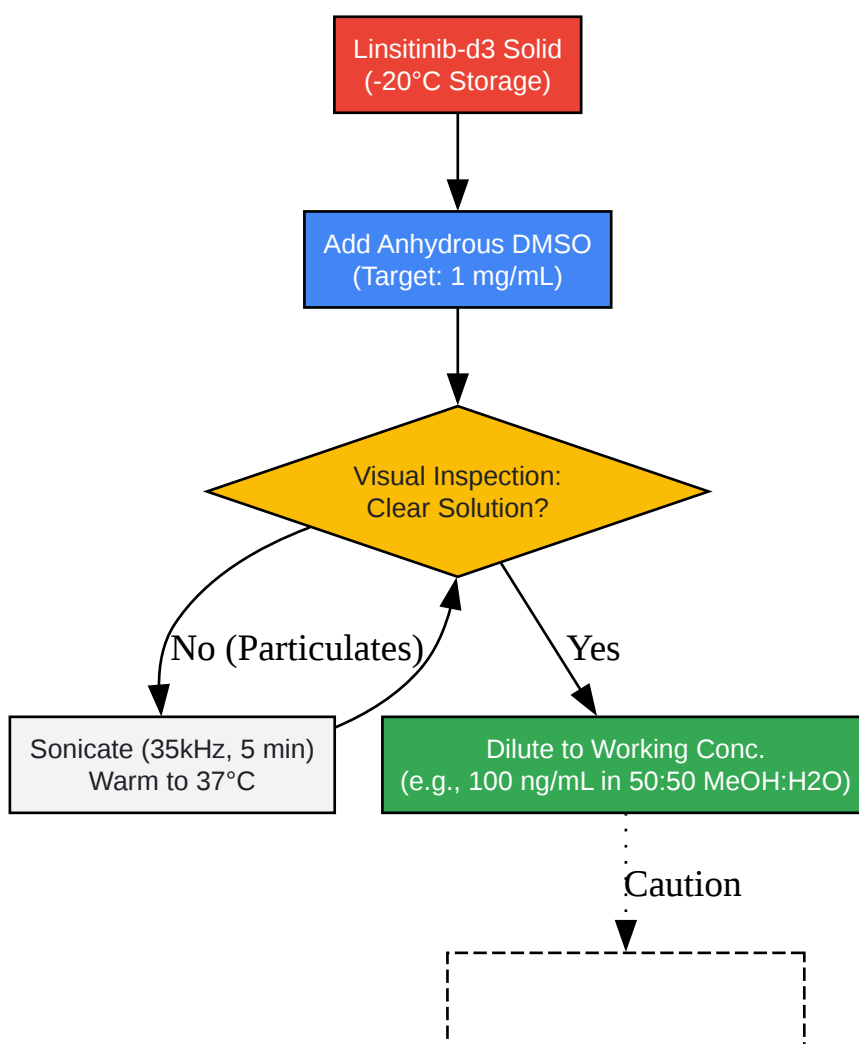 Linsitinib-d3 Solid
(-20°C Storage)
Add Anhydrous DMSO
(Target: 1 mg/mL)
Visual Inspection:
Clear Solution?
No (Particulates)
Yes
Sonicate (35kHz, 5 min)
Warm to 37°C
Dilute to Working Conc.
(e.g., 100 ng/mL in 50:50 MeOH:H2O)
Caution